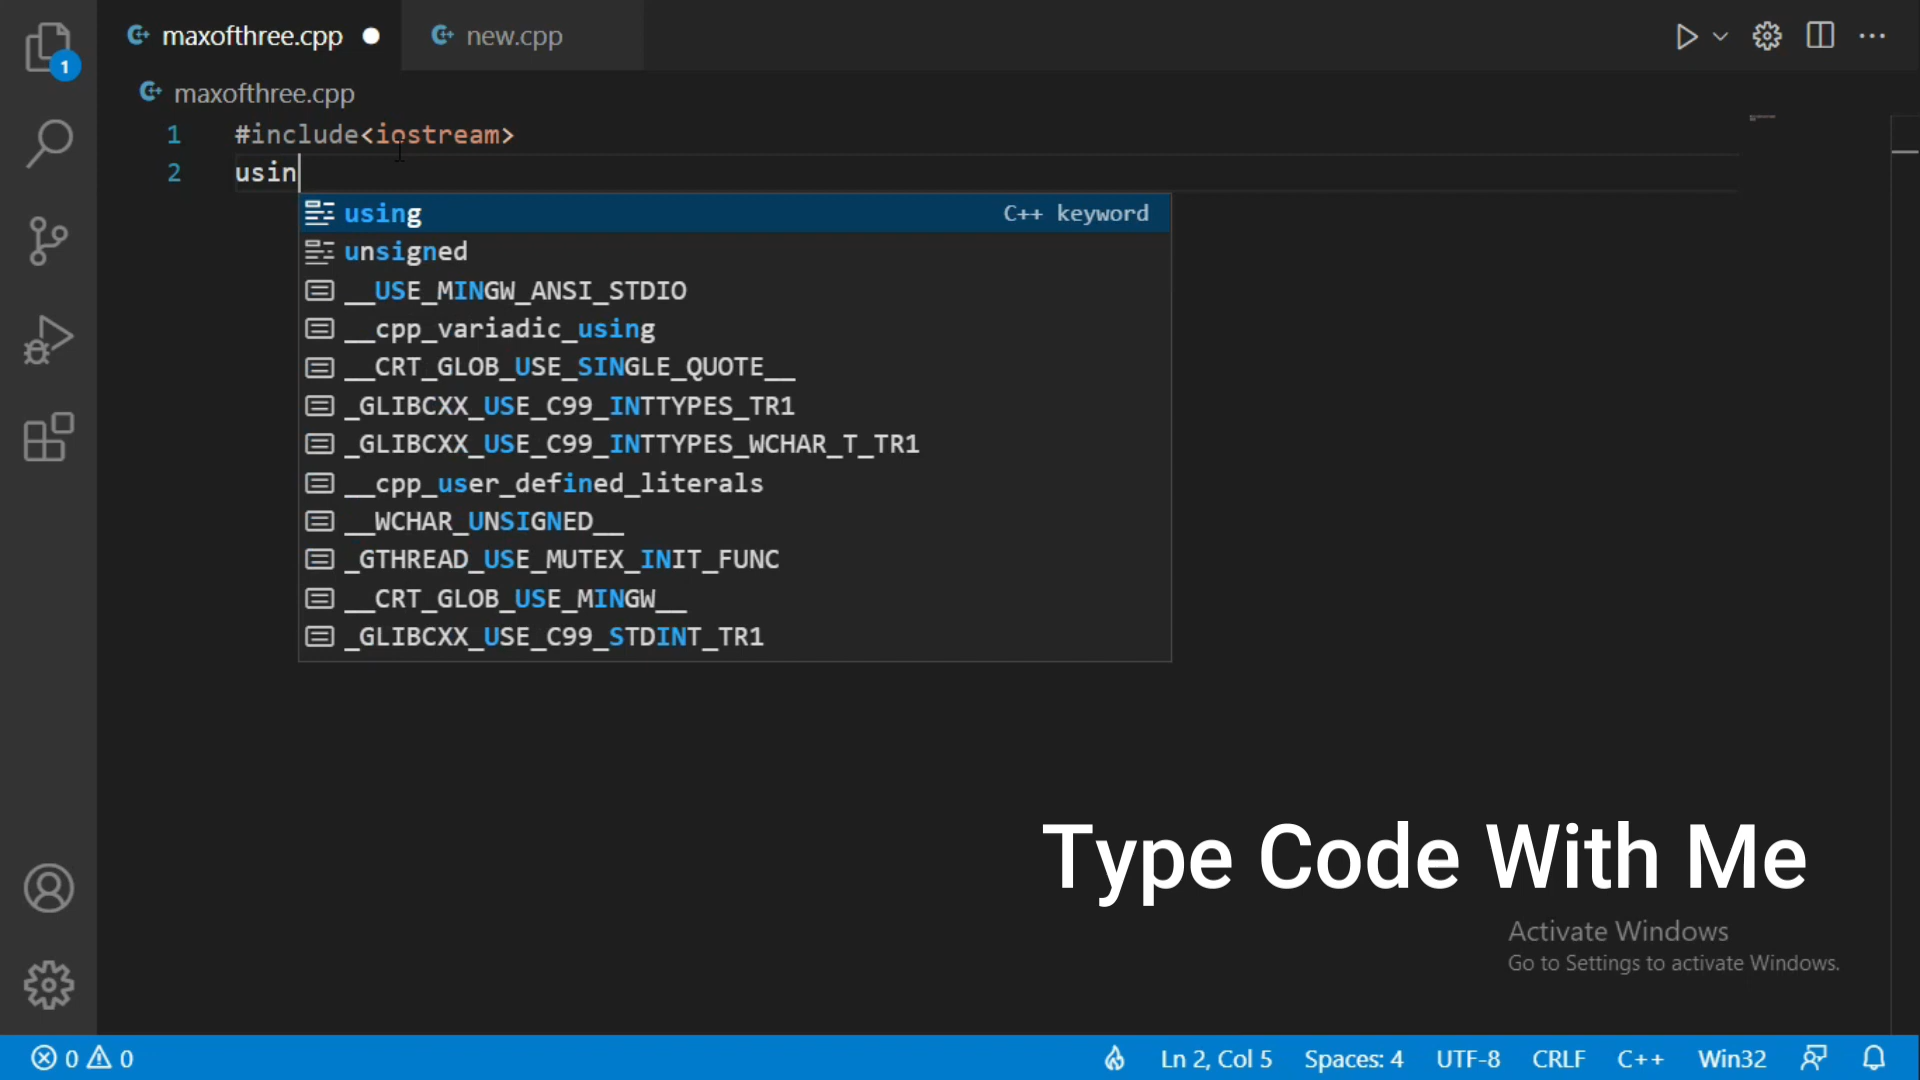 maxofthree.cpp
new.cpp
1
maxofthree.cpp
1 #include<iostream>
2 usin
using C++ keyword
unsigned
__USE_MINGW_ANSI_STDIO
__cpp_variadic_using
__CRT_GLOB_USE_SINGLE_QUOTE__
_GLIBCXX_USE_C99_INTTYPES_TR1
_GLIBCXX_USE_C99_INTTYPES_WCHAR_T_TR1
__cpp_user_defined_literals
__WCHAR_UNSIGNED__
_GTHREAD_USE_MUTEX_INIT_FUNC
__CRT_GLOB_USE_MINGW__
_GLIBCXX_USE_C99_STDINT_TR1
Type Code With Me
Activate Windows
Go to Settings to activate Windows.
0 0 Ln 2, Col 5 Spaces: 4 UTF-8 CRLF C++ Win32